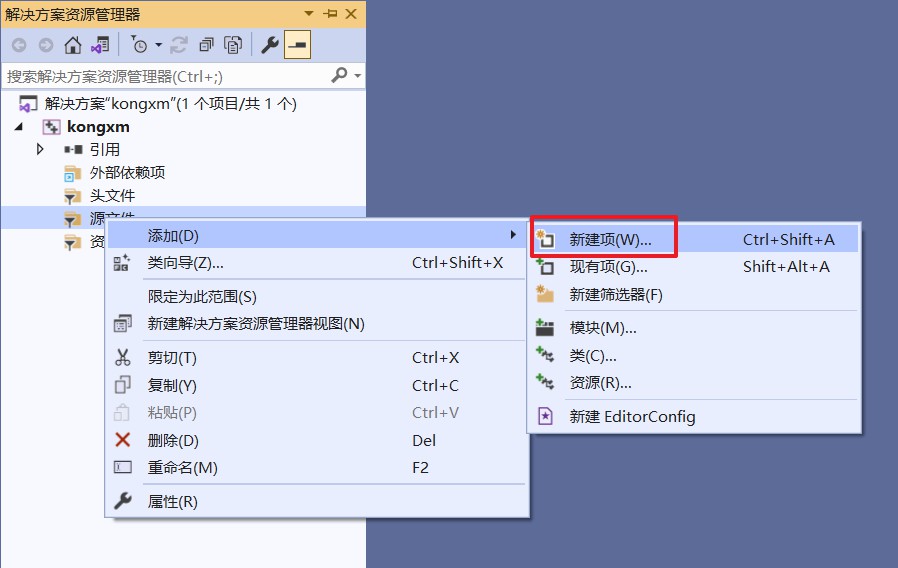 解决方案资源管理器
搜索解决方案资源管理器(Ctrl+;)
解决方案"kongxm"(1 个项目/共 1 个)
kongxm
引用
外部依赖项
头文件
源文件
资
添加(D)
类向导(Z)... Ctrl+Shift+X
限定为此范围(S)
新建解决方案资源管理器视图(N)
剪切(T) Ctrl+X
复制(Y) Ctrl+C
粘贴(P) Ctrl+V
删除(D) Del
重命名(M) F2
属性(R)
新建项(W)... Ctrl+Shift+A
现有项(G)... Shift+Alt+A
新建筛选器(F)
模块(M)...
类(C)...
资源(R)...
新建 EditorConfig